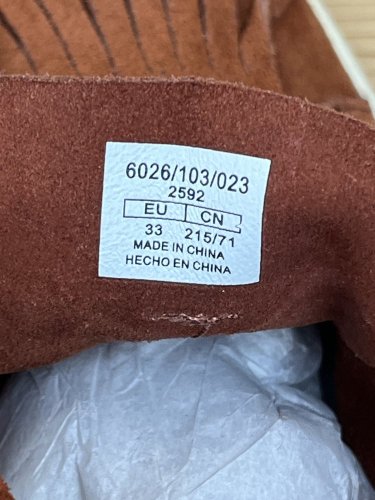 6026/103/023
2592
EU CN
33 215/71
MADE IN CHINA
HECHO EN CHINA